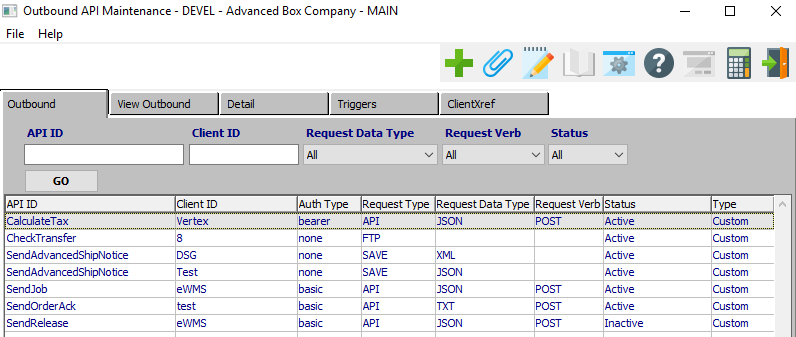 Outbound API Maintenance - DEVEL - Advanced Box Company - MAIN
File Help
Outbound View Outbound Detail Triggers ClientXref
API ID Client ID Request Data Type Request Verb Status
All All All
GO
API ID Client ID Auth Type Request Type Request Data Type Request Verb Status Type
CalculateTax Vertex bearer API JSON POST Active Custom
CheckTransfer 8 none FTP Active Custom
SendAdvancedShipNotice DSG none SAVE XML Active Custom
SendAdvancedShipNotice Test none SAVE JSON Active Custom
SendJob eWMS basic API JSON POST Active Custom
SendOrderAck test basic API TXT POST Active Custom
SendRelease eWMS basic API JSON POST Inactive Custom